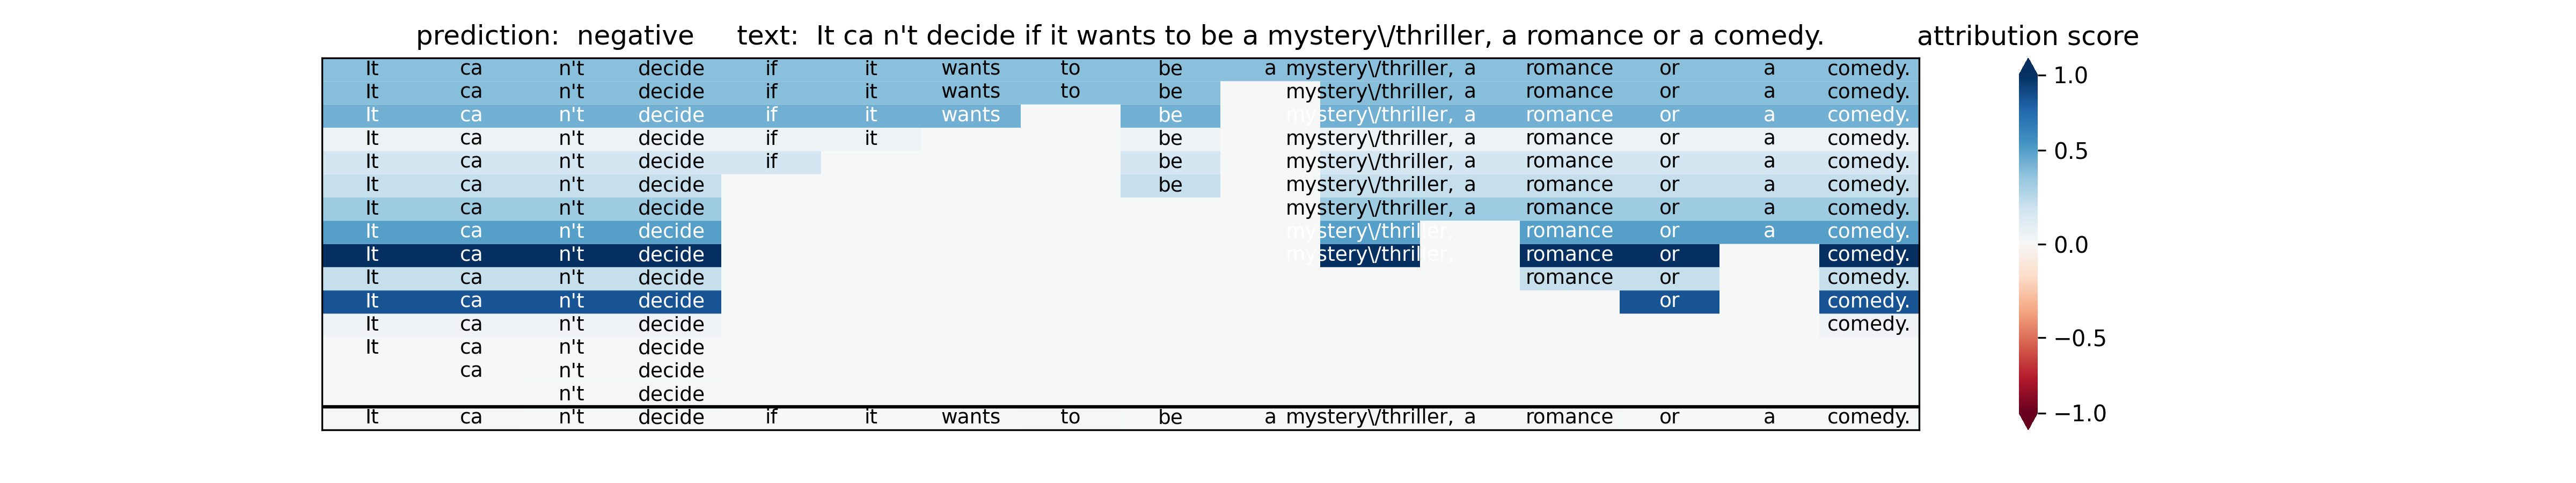 prediction: negative text: It ca n't decide if it wants to be a mystery\/thriller, a romance or a comedy. attribution score
It ca n't decide if it wants to be a mystery\/thriller, a romance or a comedy.
It ca n't decide if it wants to be mystery\/thriller, a romance or a comedy.
It ca n't decide if it wants be mystery\/thriller, a romance or a comedy.
It ca n't decide if it be mystery\/thriller, a romance or a comedy.
It ca n't decide if be mystery\/thriller, a romance or a comedy.
It ca n't decide be mystery\/thriller, a romance or a comedy.
It ca n't decide mystery\/thriller, a romance or a comedy.
It ca n't decide mystery\/thriller, romance or a comedy.
It ca n't decide mystery\/thriller, romance or comedy.
It ca n't decide romance or comedy.
It ca n't decide or comedy.
It ca n't decide comedy.
It ca n't decide
ca n't decide
n't decide
It ca n't decide if it wants to be a mystery\/thriller, a romance or a comedy.
1.0
0.5
0.0
−0.5
−1.0